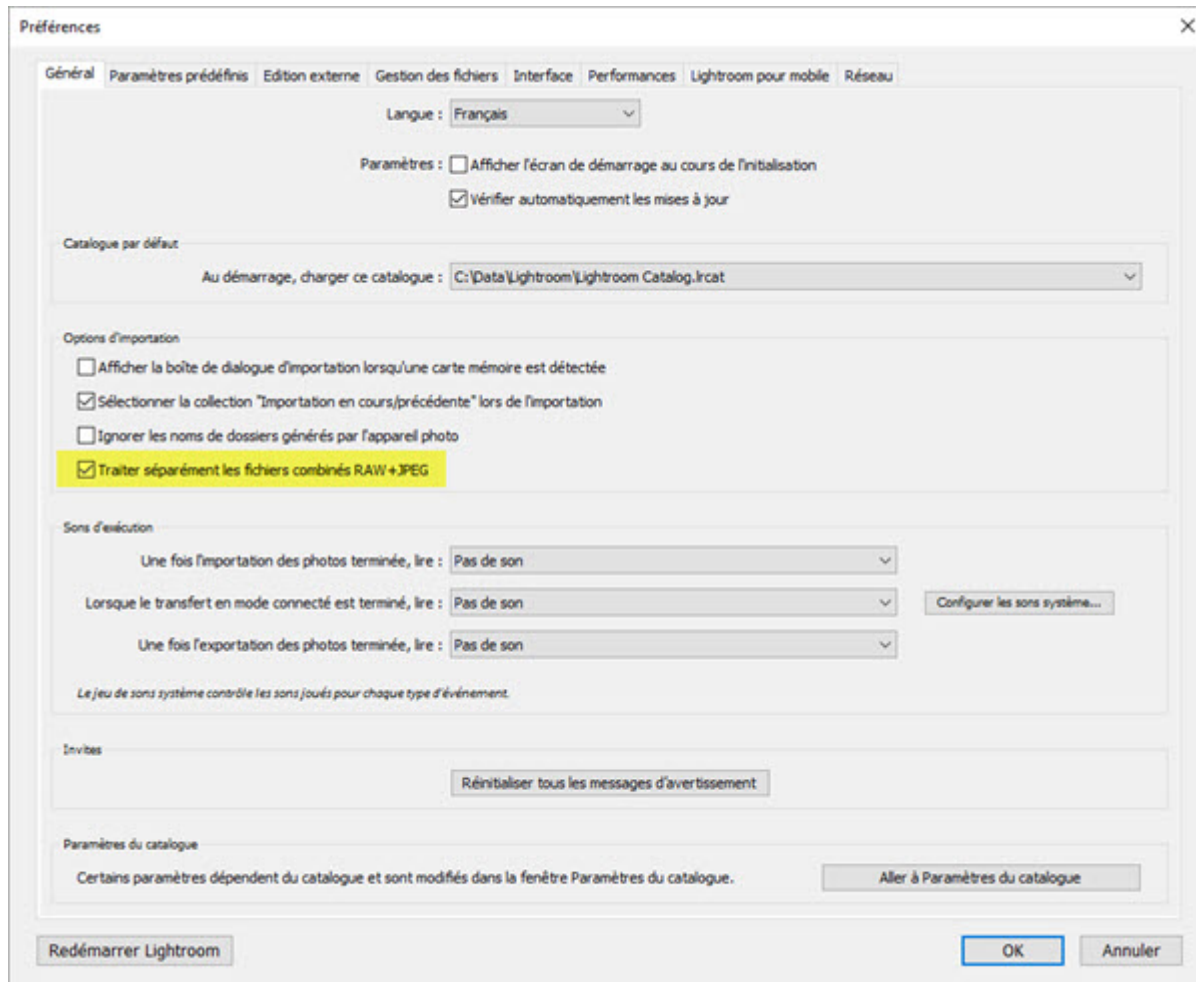 Préférences
Général Paramètres prédéfinis Edition externe Gestion des fichiers Interface Performances Lightroom pour mobile Réseau
Langue : Français
Paramètres : Afficher l'écran de démarrage au cours de l'initialisation
Vérifier automatiquement les mises à jour
Catalogue par défaut
Au démarrage, charger ce catalogue : C:\Data\Lightroom\Lightroom Catalog.lrcat
Options d'importation
Afficher la boîte de dialogue d'importation lorsqu'une carte mémoire est détectée
Sélectionner la collection "Importation en cours/précédente" lors de l'importation
Ignorer les noms de dossiers générés par l'appareil photo
Traiter séparément les fichiers combinés RAW+JPEG
Sons d'exécution
Une fois l'importation des photos terminée, lire : Pas de son
Lorsque le transfert en mode connecté est terminé, lire : Pas de son Configurer les sons système...
Une fois l'exportation des photos terminée, lire : Pas de son
Le jeu de sons système contrôle les sons joués pour chaque type d'événement.
Invites
Réinitialiser tous les messages d'avertissement
Paramètres du catalogue
Certains paramètres dépendent du catalogue et sont modifiés dans la fenêtre Paramètres du catalogue. Aller à Paramètres du catalogue
Redémarrer Lightroom OK Annuler